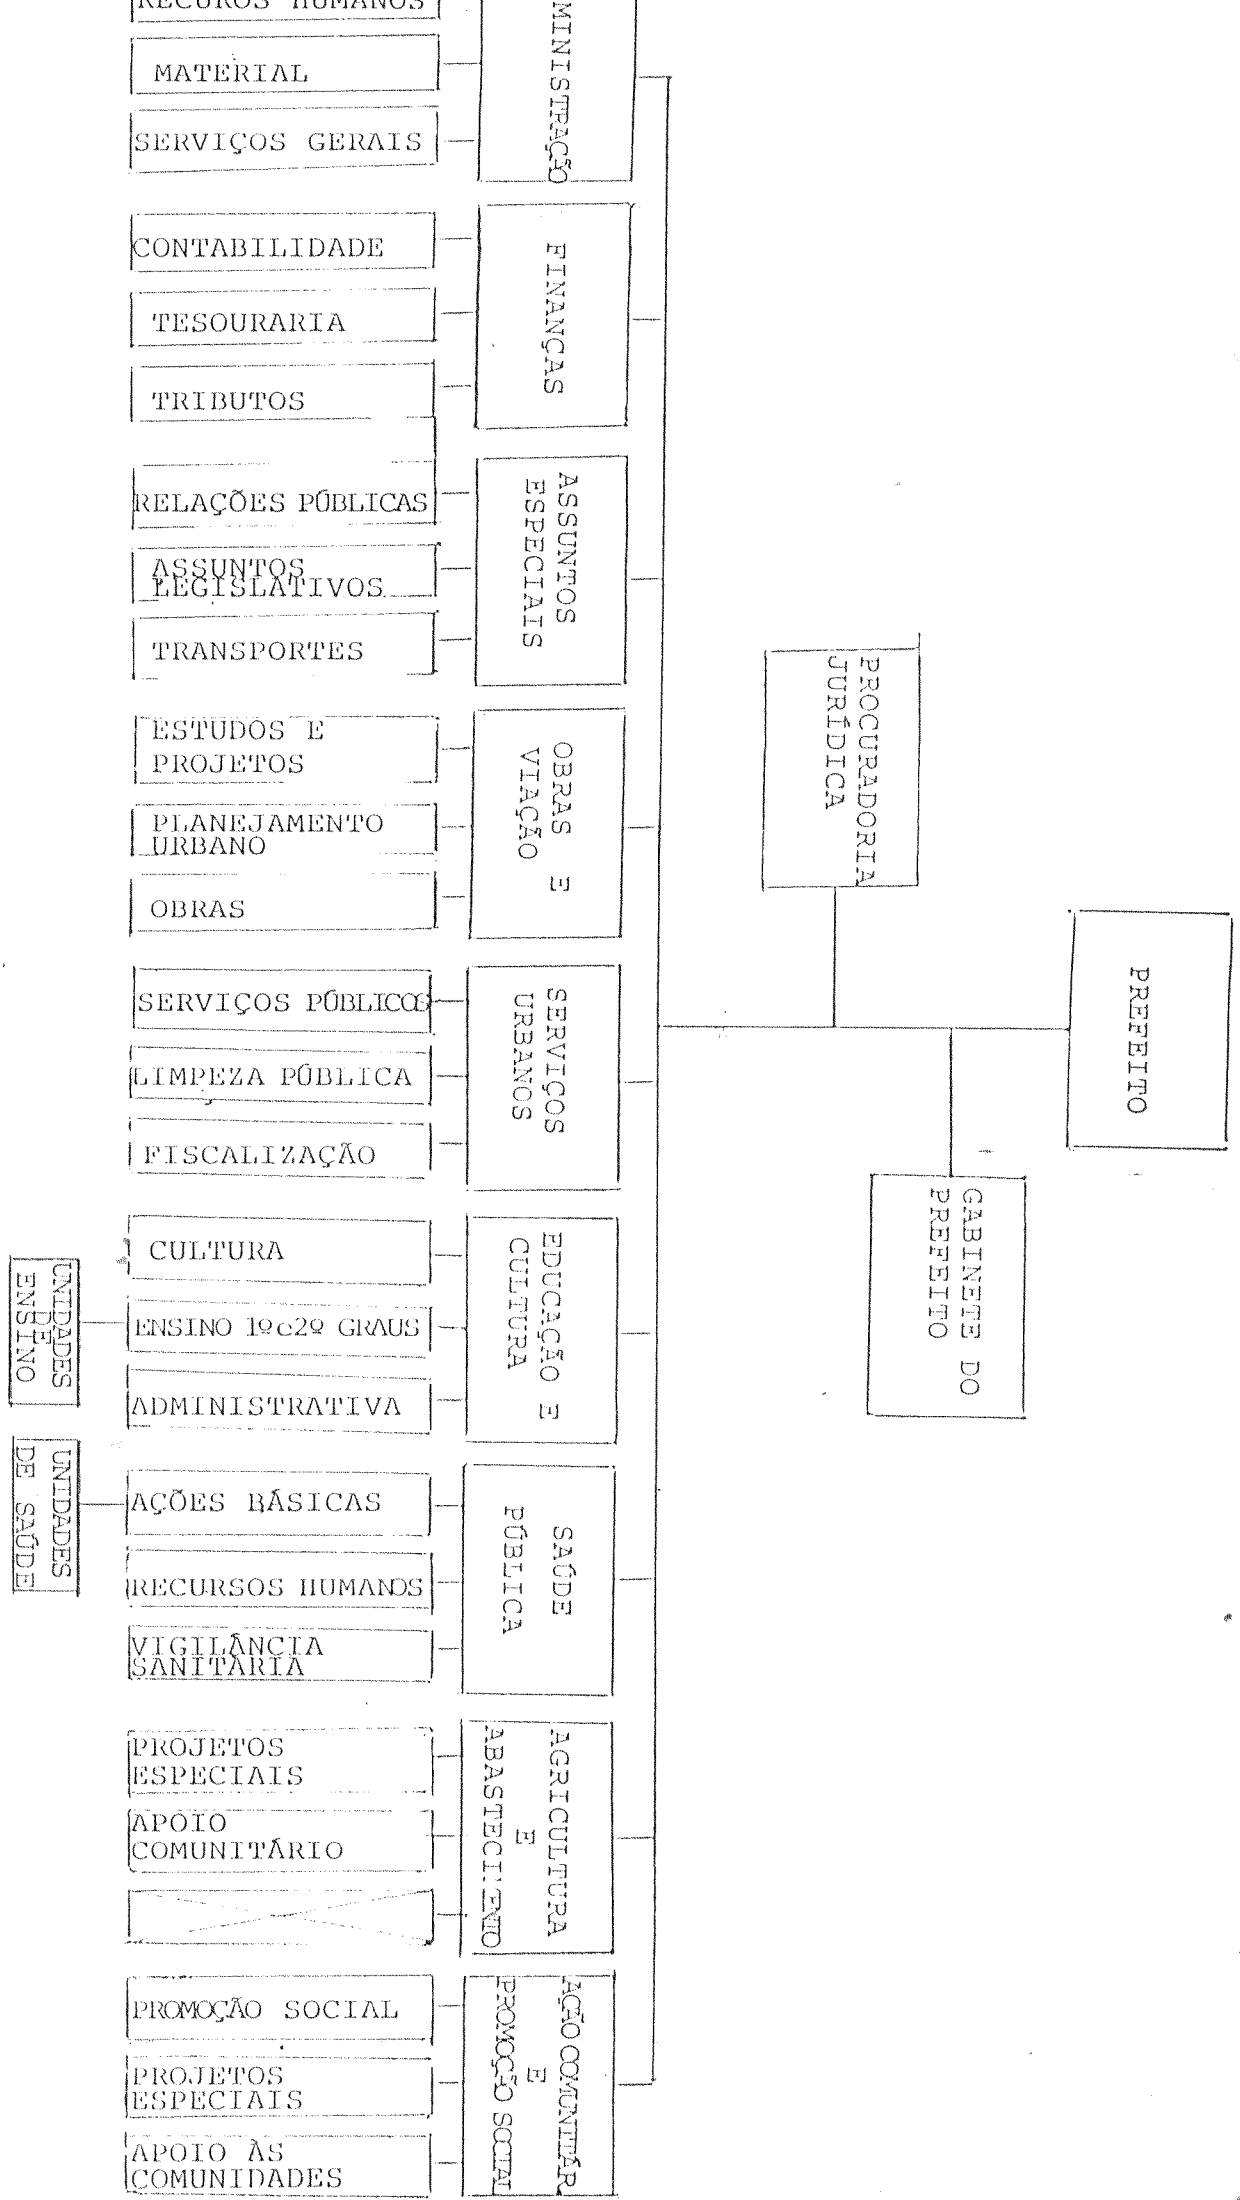 PREFEITO
GABINETE DO
PREFEITO
PROCURADORIA
JURÍDICA
MINISTRAÇÃO
RECUROS HUMANOS
MATERIAL
SERVIÇOS GERAIS
FINANÇAS
CONTABILIDADE
TESOURARIA
TRIBUTOS
ASSUNTOS
ESPECIAIS
RELAÇÕES PÚBLICAS
ASSUNTOS
LEGISLATIVOS
TRANSPORTES
OBRAS E
VIAÇÃO
ESTUDOS E
PROJETOS
PLANEJAMENTO
URBANO
OBRAS
SERVIÇOS
URBANOS
SERVIÇOS PÚBLICOS
LIMPEZA PÚBLICA
FISCALIZAÇÃO
EDUCAÇÃO E
CULTURA
CULTURA
ENSINO 1º e 2º GRAUS
ADMINISTRATIVA
UNIDADES
DE
ENSINO
SAÚDE
PÚBLICA
AÇÕES BÁSICAS
RECURSOS HUMANOS
VIGILÂNCIA
SANITÁRIA
UNIDADES
DE SAÚDE
AGRICULTURA
E
ABASTECIMENTO
PROJETOS
ESPECIAIS
APOIO
COMUNITÁRIO
AÇÃO COMUNITÁR
E
PROMOÇÃO SOCIAL
PROMOÇÃO SOCIAL
PROJETOS
ESPECIAIS
APOIO ÀS
COMUNIDADES